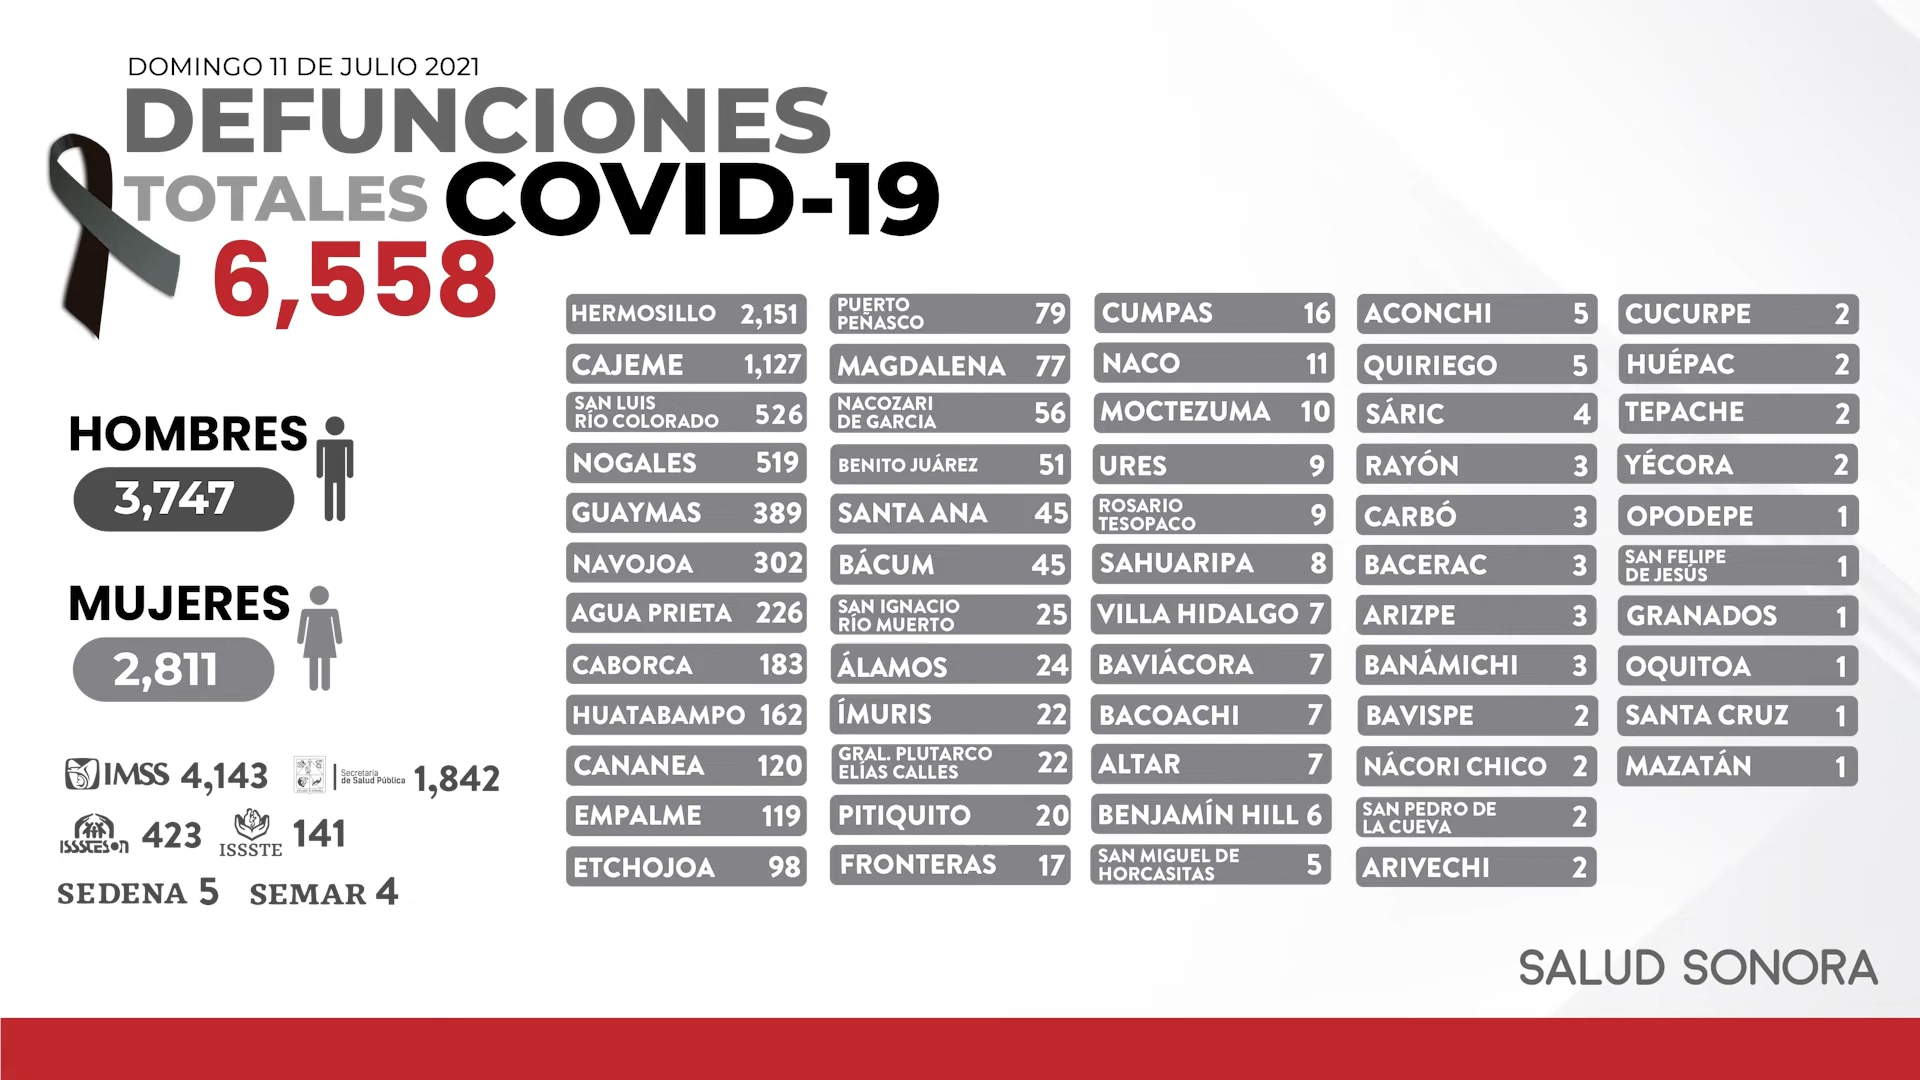 DOMINGO 11 DE JULIO 2021
DEFUNCIONES
TOTALES COVID-19
6,558
HOMBRES
3,747
MUJERES
2,811
IMSS 4,143
Secretaría
de Salud Pública 1,842
ISSSTESON 423
ISSSTE 141
SEDENA 5
SEMAR 4
HERMOSILLO 2,151
CAJEME 1,127
SAN LUIS
RÍO COLORADO 526
NOGALES 519
GUAYMAS 389
NAVOJOA 302
AGUA PRIETA 226
CABORCA 183
HUATABAMPO 162
CANANEA 120
EMPALME 119
ETCHOJOA 98
PUERTO
PEÑASCO 79
MAGDALENA 77
NACOZARI
DE GARCIA 56
BENITO JUÁREZ 51
SANTA ANA 45
BÁCUM 45
SAN IGNACIO
RÍO MUERTO 25
ÁLAMOS 24
ÍMURIS 22
GRAL. PLUTARCO
ELÍAS CALLES 22
PITIQUITO 20
FRONTERAS 17
CUMPAS 16
NACO 11
MOCTEZUMA 10
URES 9
ROSARIO
TESOPACO 9
SAHUARIPA 8
VILLA HIDALGO 7
BAVIÁCORA 7
BACOACHI 7
ALTAR 7
BENJAMÍN HILL 6
SAN MIGUEL DE
HORCASITAS 5
ACONCHI 5
QUIRIEGO 5
SÁRIC 4
RAYÓN 3
CARBÓ 3
BACERAC 3
ARIZPE 3
BANÁMICHI 3
BAVISPE 2
NÁCORI CHICO 2
SAN PEDRO DE
LA CUEVA 2
ARIVECHI 2
CUCURPE 2
HUÉPAC 2
TEPACHE 2
YÉCORA 2
OPODEPE 1
SAN FELIPE
DE JESÚS 1
GRANADOS 1
OQUITOA 1
SANTA CRUZ 1
MAZATÁN 1
SALUD SONORA